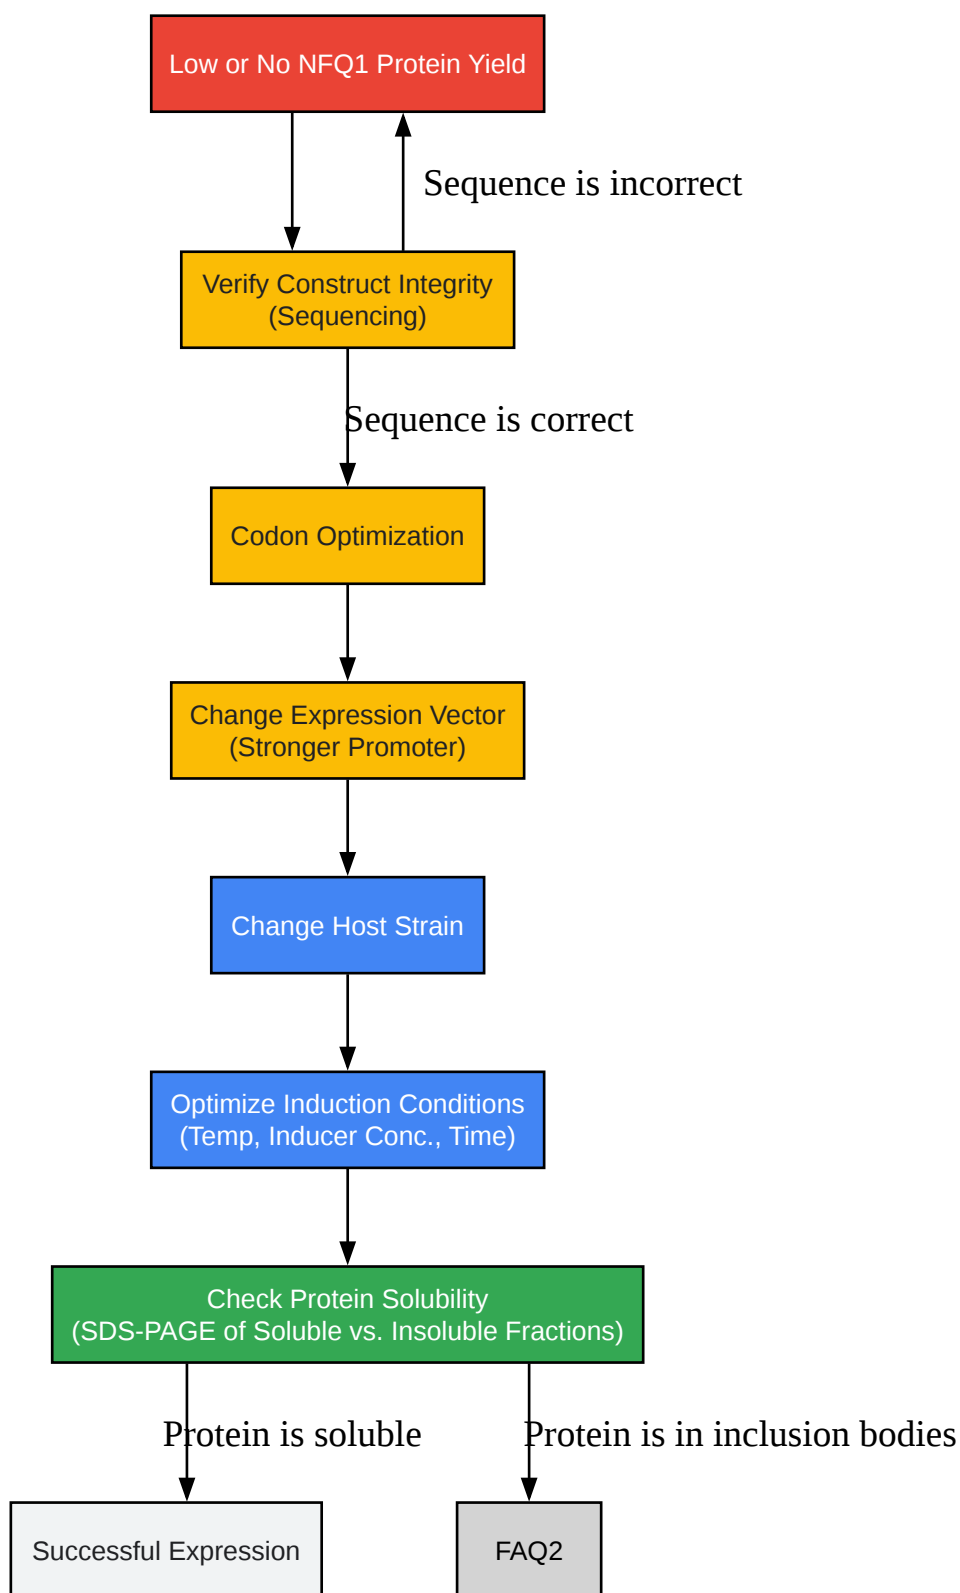 Low or No NFQ1 Protein Yield
Sequence is incorrect
Verify Construct Integrity
(Sequencing)
Sequence is correct
Codon Optimization
Change Expression Vector
(Stronger Promoter)
Change Host Strain
Optimize Induction Conditions
(Temp, Inducer Conc., Time)
Check Protein Solubility
(SDS-PAGE of Soluble vs. Insoluble Fractions)
Protein is soluble
Protein is in inclusion bodies
Successful Expression
FAQ2